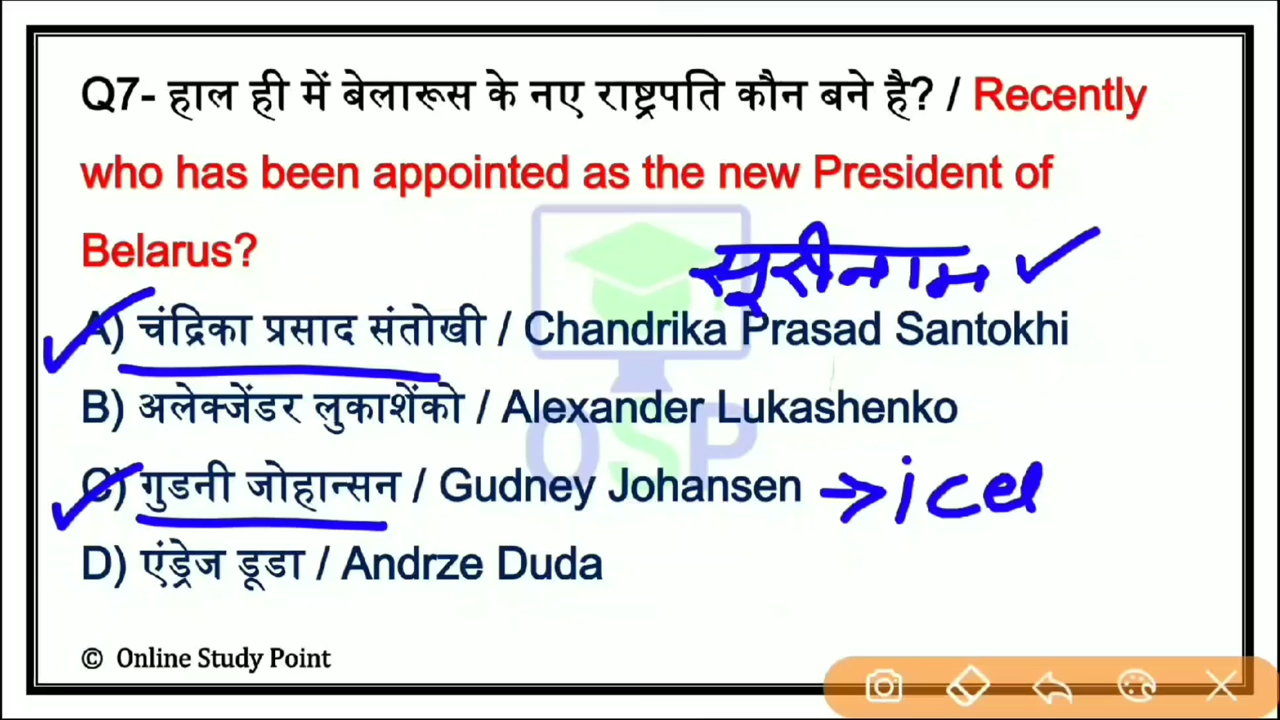 Q7- हाल ही में बेलारूस के नए राष्ट्रपति कौन बने है? / Recently
who has been appointed as the new President of
Belarus?
सूरीनाम
A) चंद्रिका प्रसाद संतोखी / Chandrika Prasad Santokhi
B) अलेक्जेंडर लुकाशेंको / Alexander Lukashenko
C) गुडनी जोहान्सन / Gudney Johansen → icel
D) एंड्रेज डूडा / Andrze Duda
OSP
© Online Study Point